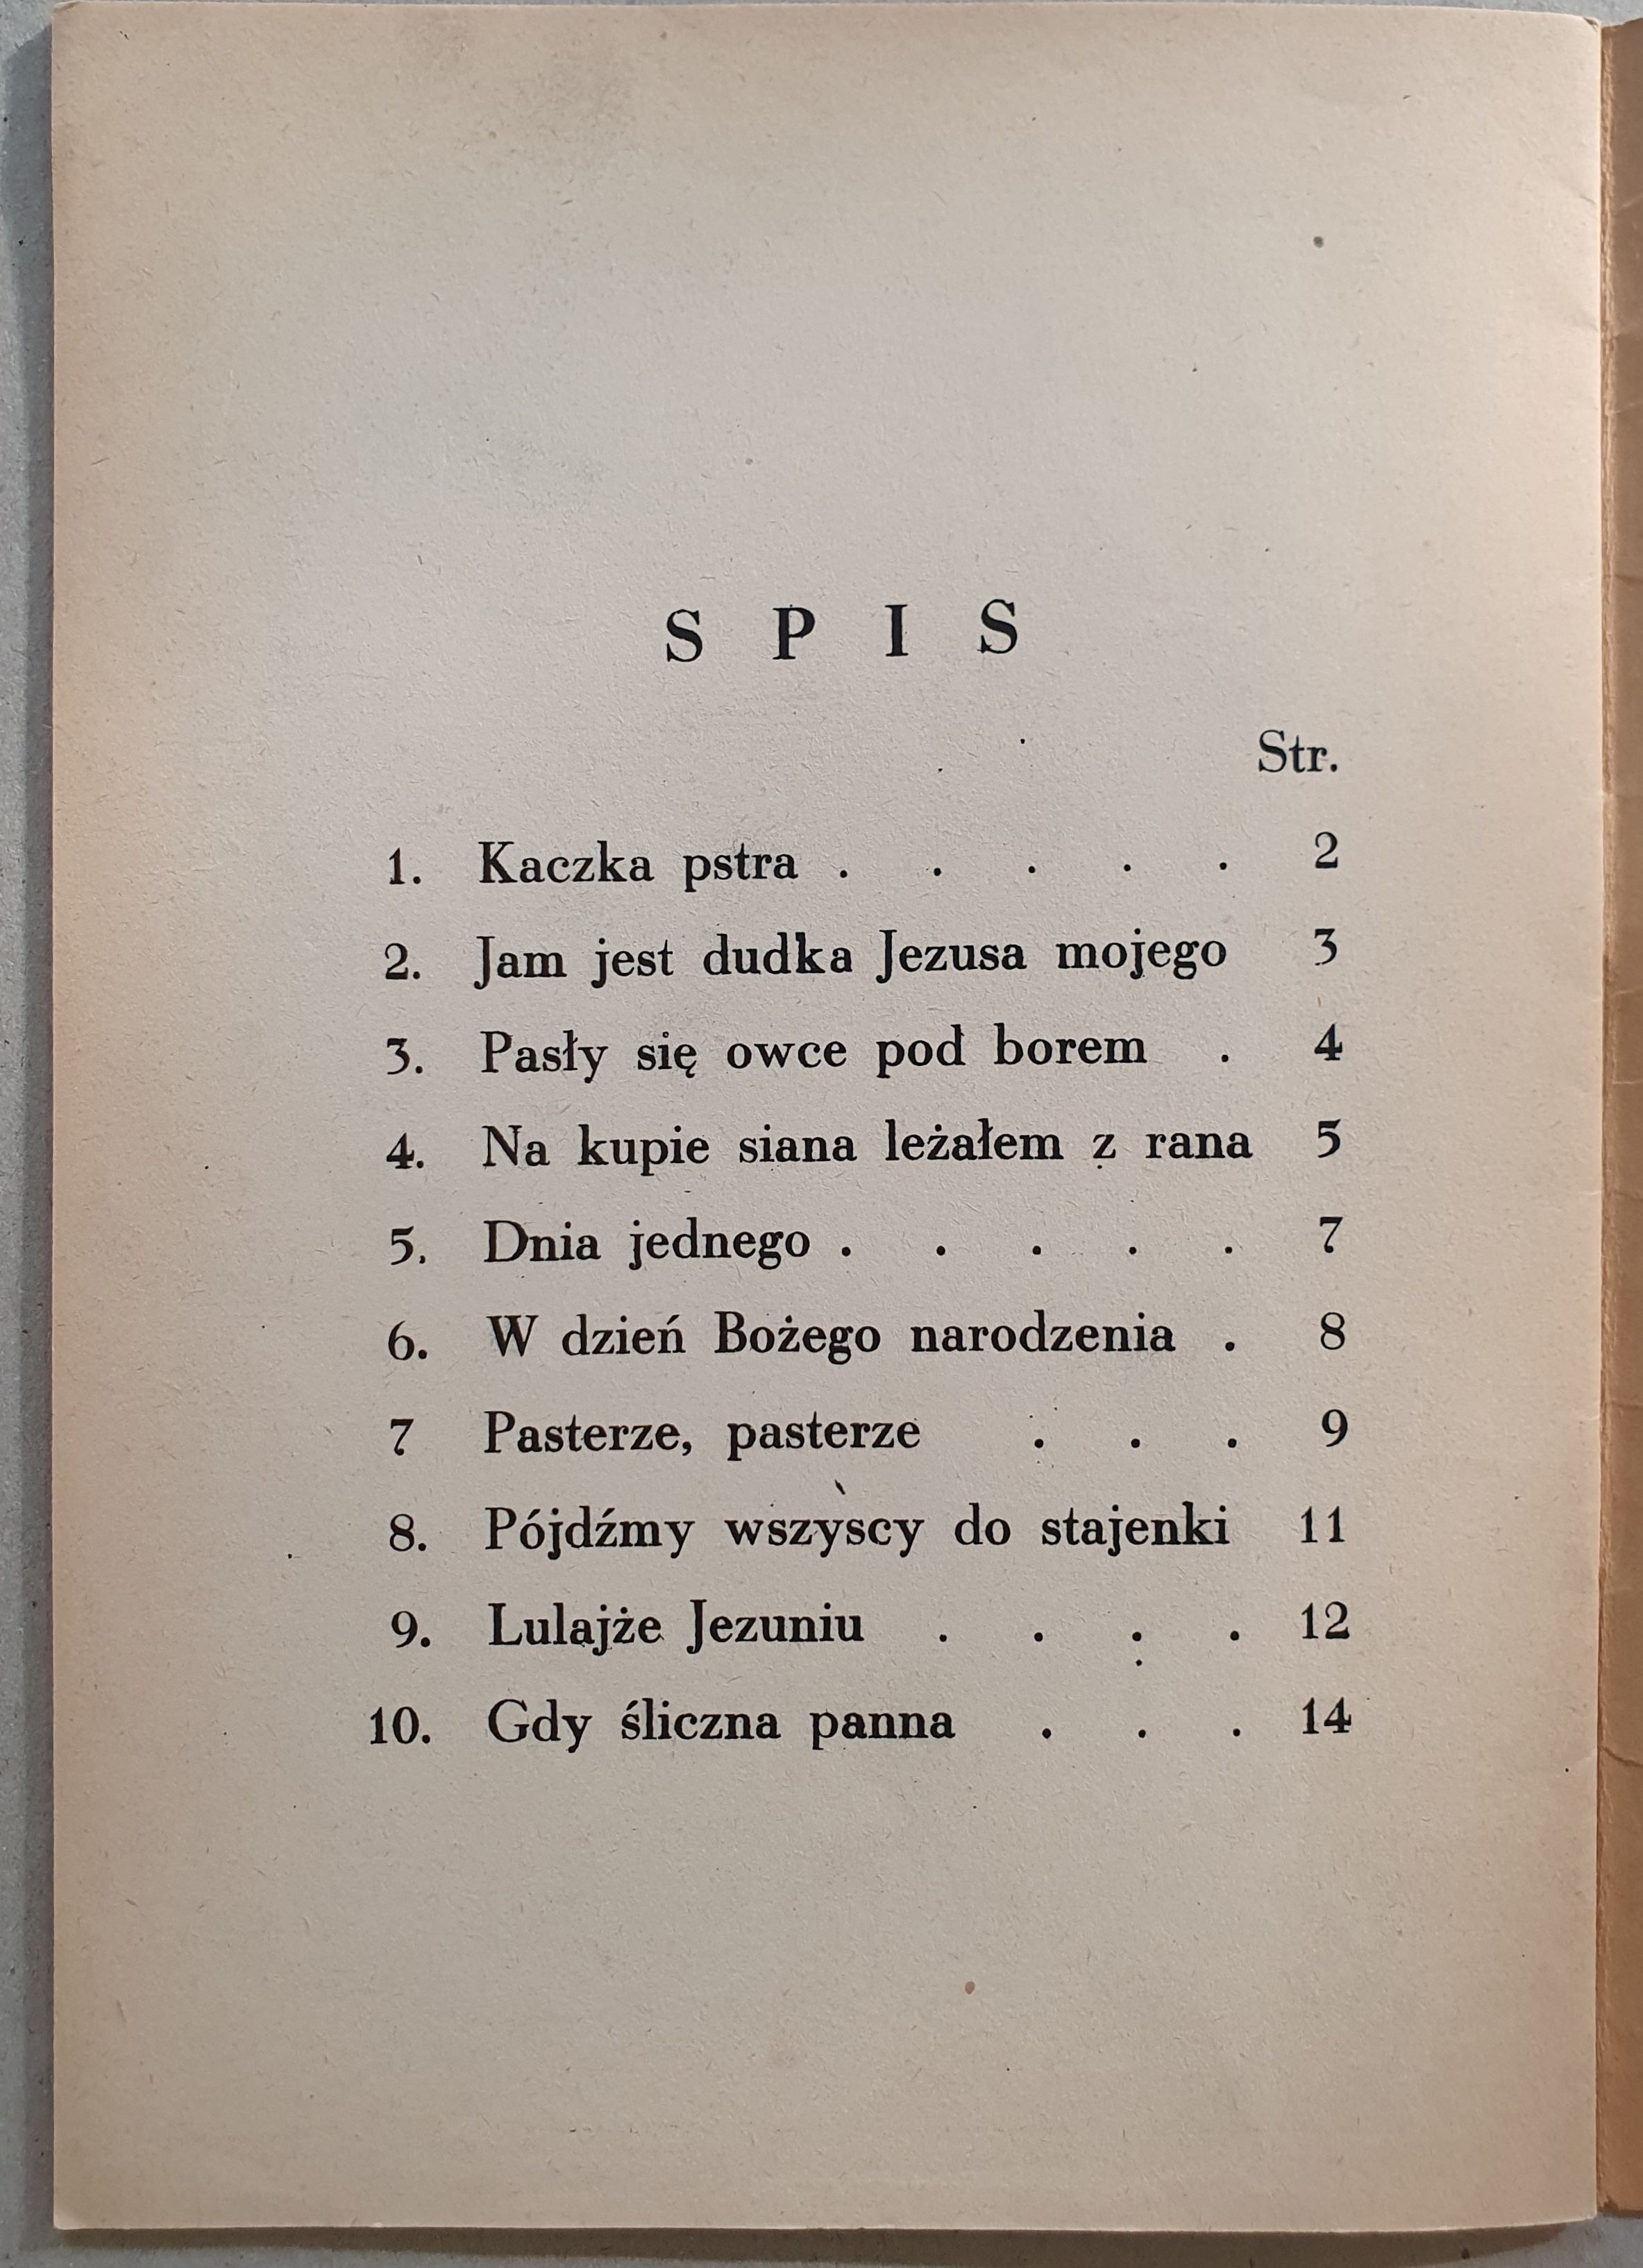 SPIS
Str.
1. Kaczka pstra . . . . . 2
2. Jam jest dudka Jezusa mojego 3
3. Pasły się owce pod borem . 4
4. Na kupie siana leżałem z rana 5
5. Dnia jednego . . . . . 7
6. W dzień Bożego narodzenia . 8
7 Pasterze, pasterze . . . 9
8. Pójdźmy wszyscy do stajenki 11
9. Lulajże Jezuniu . . . . 12
10. Gdy śliczna panna . . . 14